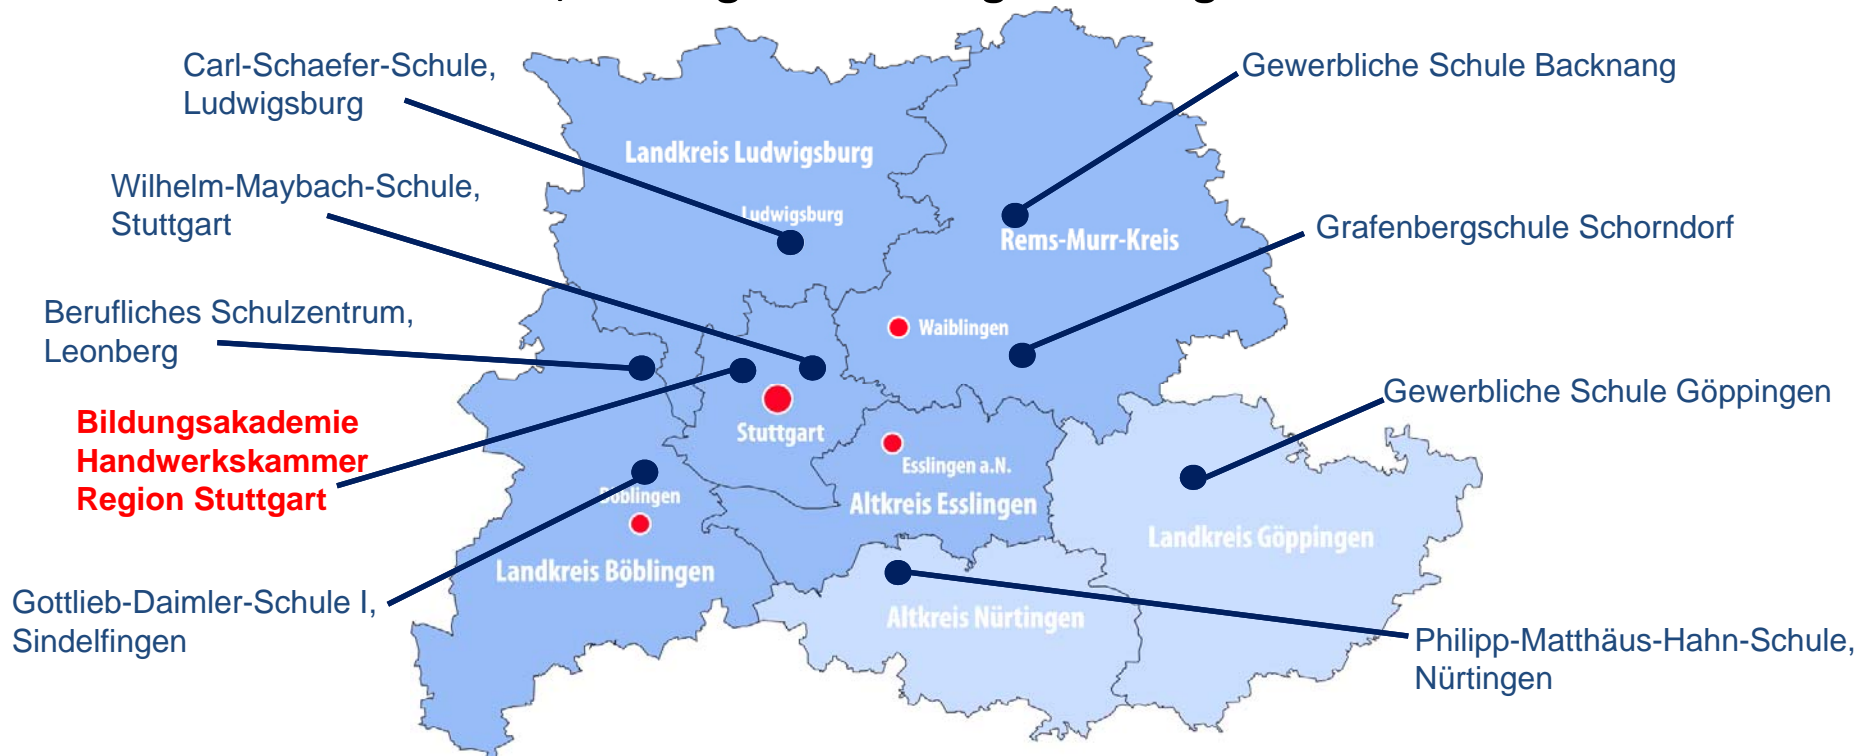 Carl-Schaefer-Schule,
Ludwigsburg
Gewerbliche Schule Backnang
Landkreis Ludwigsburg
Wilhelm-Maybach-Schule,
Stuttgart
Ludwigsburg
Rems-Murr-Kreis
Grafenbergschule Schorndorf
Berufliches Schulzentrum,
Leonberg
Waiblingen
Gewerbliche Schule Göppingen
Bildungsakademie
Handwerkskammer
Region Stuttgart
Stuttgart
Esslingen a.N.
Altkreis Esslingen
Böblingen
Landkreis Göppingen
Landkreis Böblingen
Gottlieb-Daimler-Schule I,
Sindelfingen
Altkreis Nürtingen
Philipp-Matthäus-Hahn-Schule,
Nürtingen